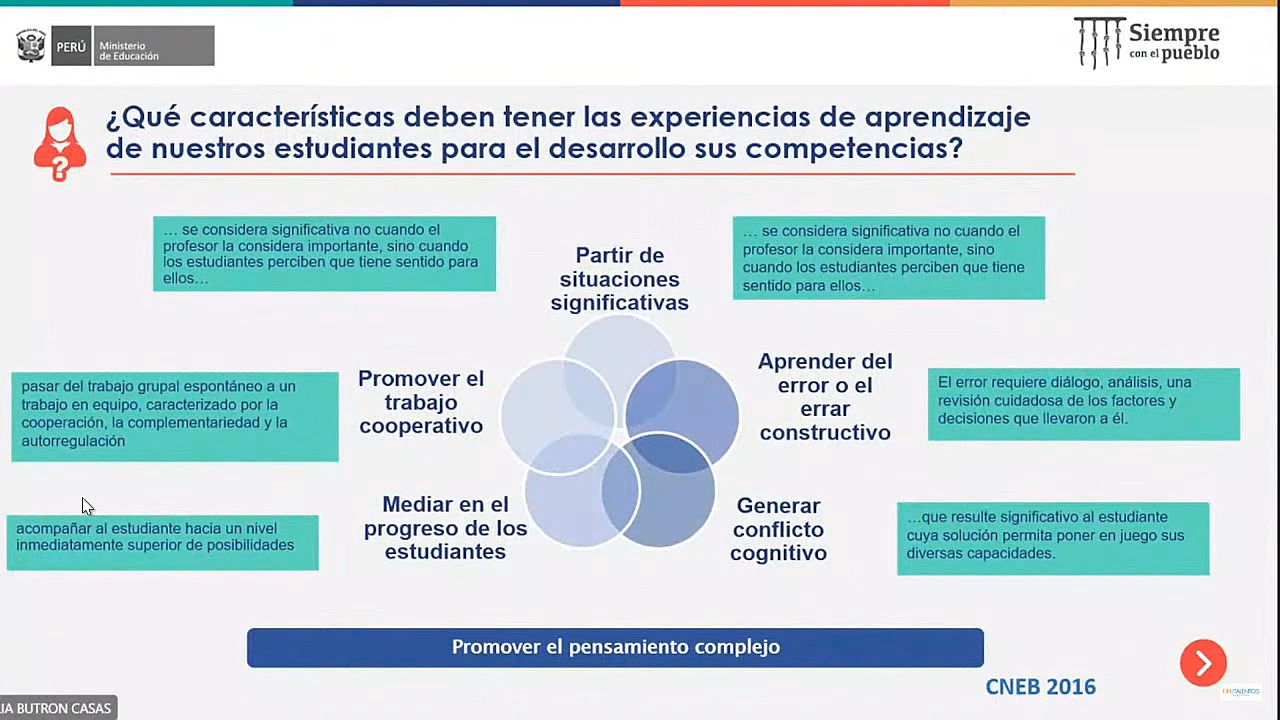 PERÚ
Ministerio
de Educación
Siempre
con el pueblo
¿Qué características deben tener las experiencias de aprendizaje
de nuestros estudiantes para el desarrollo sus competencias?
?
… se considera significativa no cuando el
profesor la considera importante, sino cuando
los estudiantes perciben que tiene sentido para
ellos…
Partir de
situaciones
significativas
… se considera significativa no cuando el
profesor la considera importante, sino
cuando los estudiantes perciben que tiene
sentido para ellos…
pasar del trabajo grupal espontáneo a un
trabajo en equipo, caracterizado por la
cooperación, la complementariedad y la
autorregulación
Promover el
trabajo
cooperativo
Aprender del
error o el
errar
constructivo
El error requiere diálogo, análisis, una
revisión cuidadosa de los factores y
decisiones que llevaron a él.
acompañar al estudiante hacia un nivel
inmediatamente superior de posibilidades
Mediar en el
progreso de los
estudiantes
Generar
conflicto
cognitivo
…que resulte significativo al estudiante
cuya solución permita poner en juego sus
diversas capacidades.
Promover el pensamiento complejo
CNEB 2016
LIA BUTRON CASAS